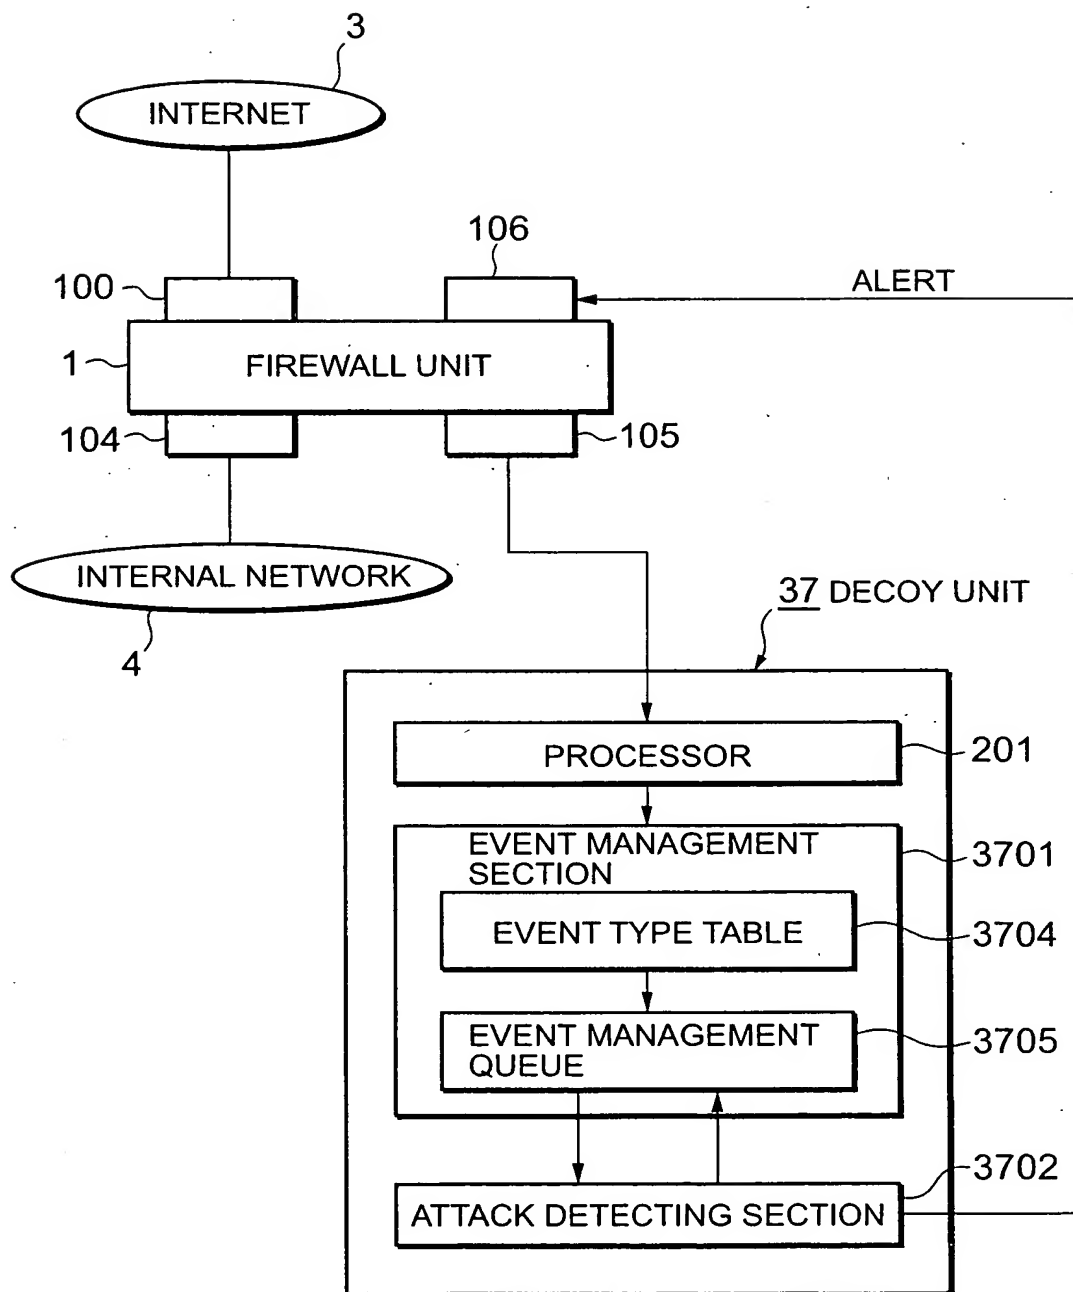 3
INTERNET
106
100
ALERT
1
FIREWALL UNIT
104
105
INTERNAL NETWORK
4
37 DECOY UNIT
PROCESSOR
201
EVENT MANAGEMENT
SECTION
3701
EVENT TYPE TABLE
3704
EVENT MANAGEMENT
QUEUE
3705
3702
ATTACK DETECTING SECTION